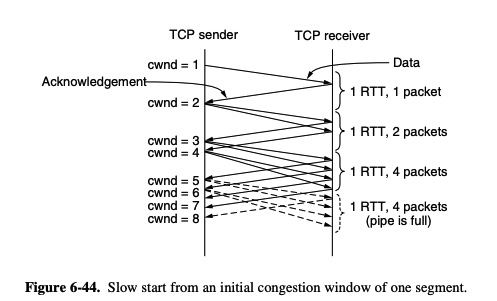 TCP sender
TCP receiver
cwnd = 1
Data
Acknowledgement
1 RTT, 1 packet
cwnd = 2
1 RTT, 2 packets
cwnd = 3
cwnd = 4
1 RTT, 4 packets
cwnd = 5
cwnd = 6
cwnd = 7
cwnd = 8
1 RTT, 4 packets
(pipe is full)
Figure 6-44. Slow start from an initial congestion window of one segment.